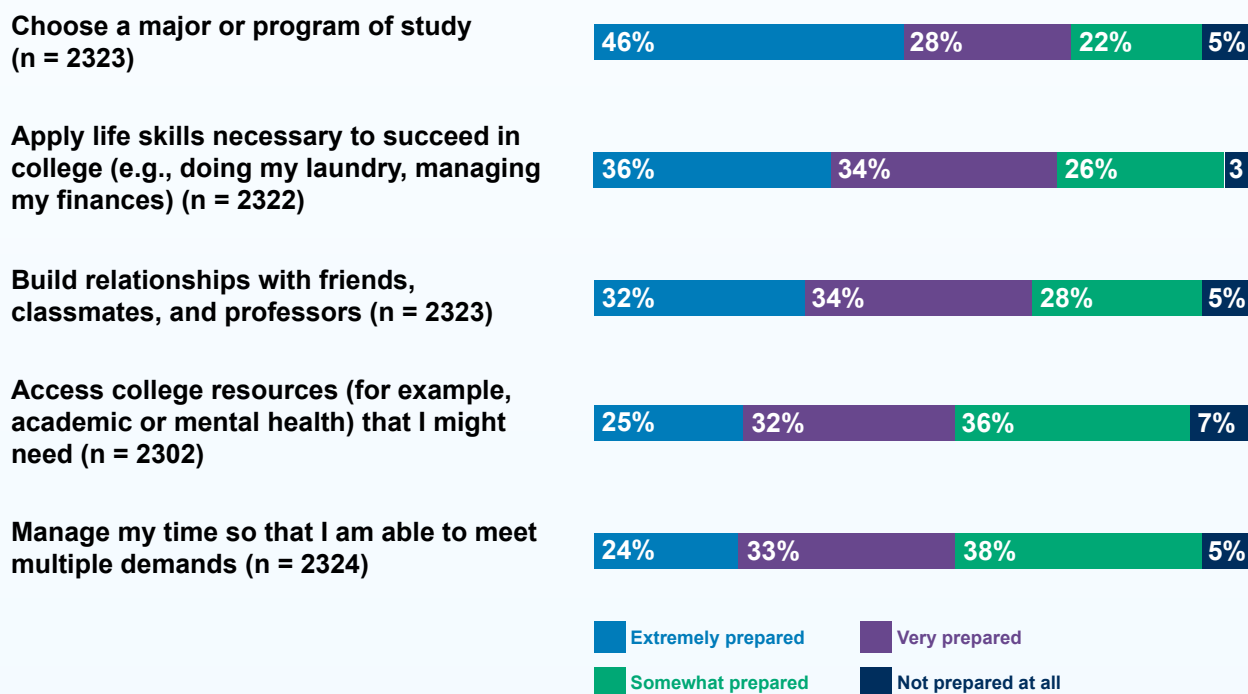 Choose a major or program of study
(n = 2323)
46% 28% 22% 5%
Apply life skills necessary to succeed in
college (e.g., doing my laundry, managing
my finances) (n = 2322)
36% 34% 26% 3
Build relationships with friends,
classmates, and professors (n = 2323)
32% 34% 28% 5%
Access college resources (for example,
academic or mental health) that I might
need (n = 2302)
25% 32% 36% 7%
Manage my time so that I am able to meet
multiple demands (n = 2324)
24% 33% 38% 5%
Extremely prepared Very prepared
Somewhat prepared Not prepared at all